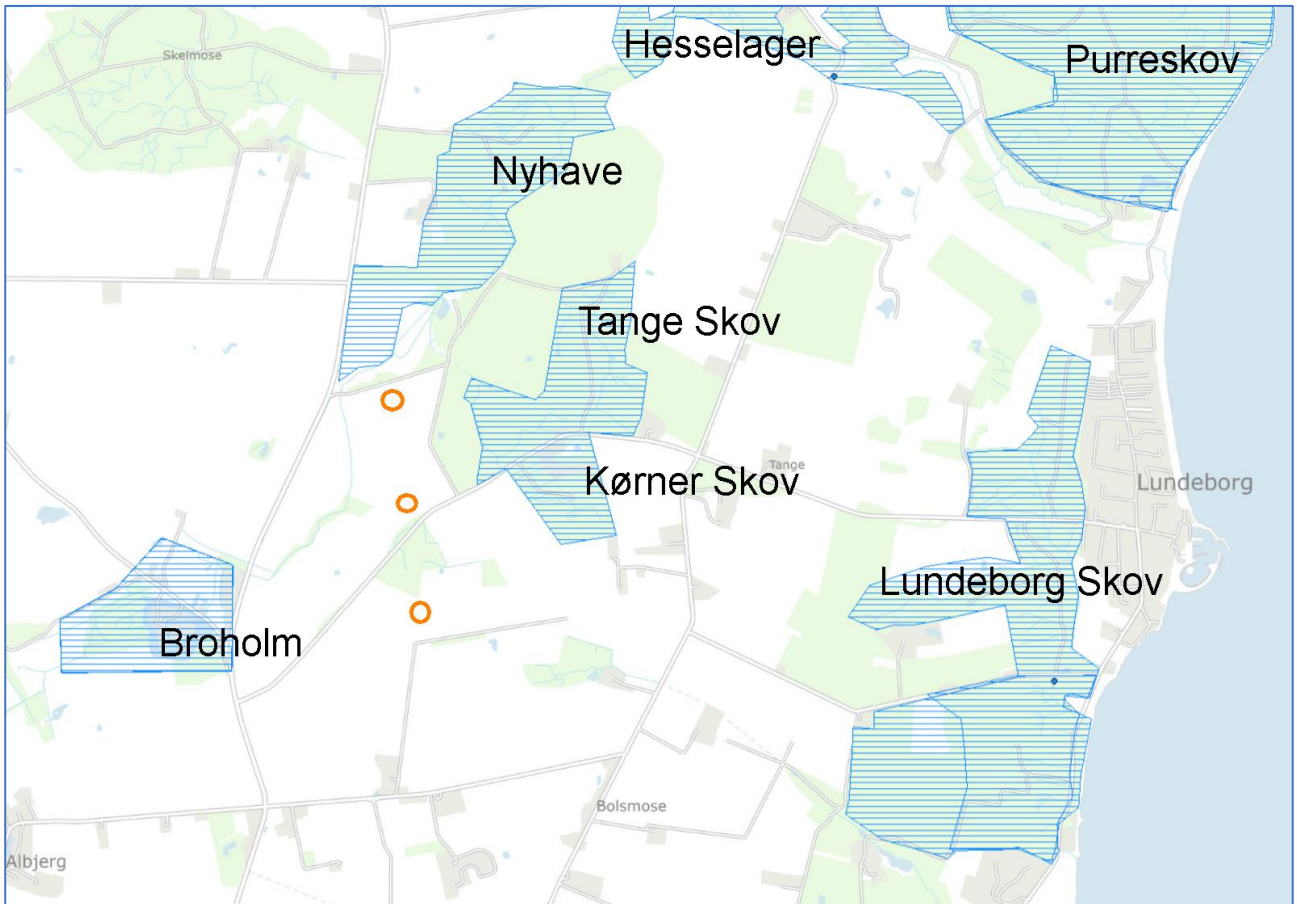 Hesselager
Purreskov
Skelmose
Nyhave
Tange Skov
Tange
Kørner Skov
Lundeborg
Lundeborg Skov
Broholm
Bolsmose
Albjerg